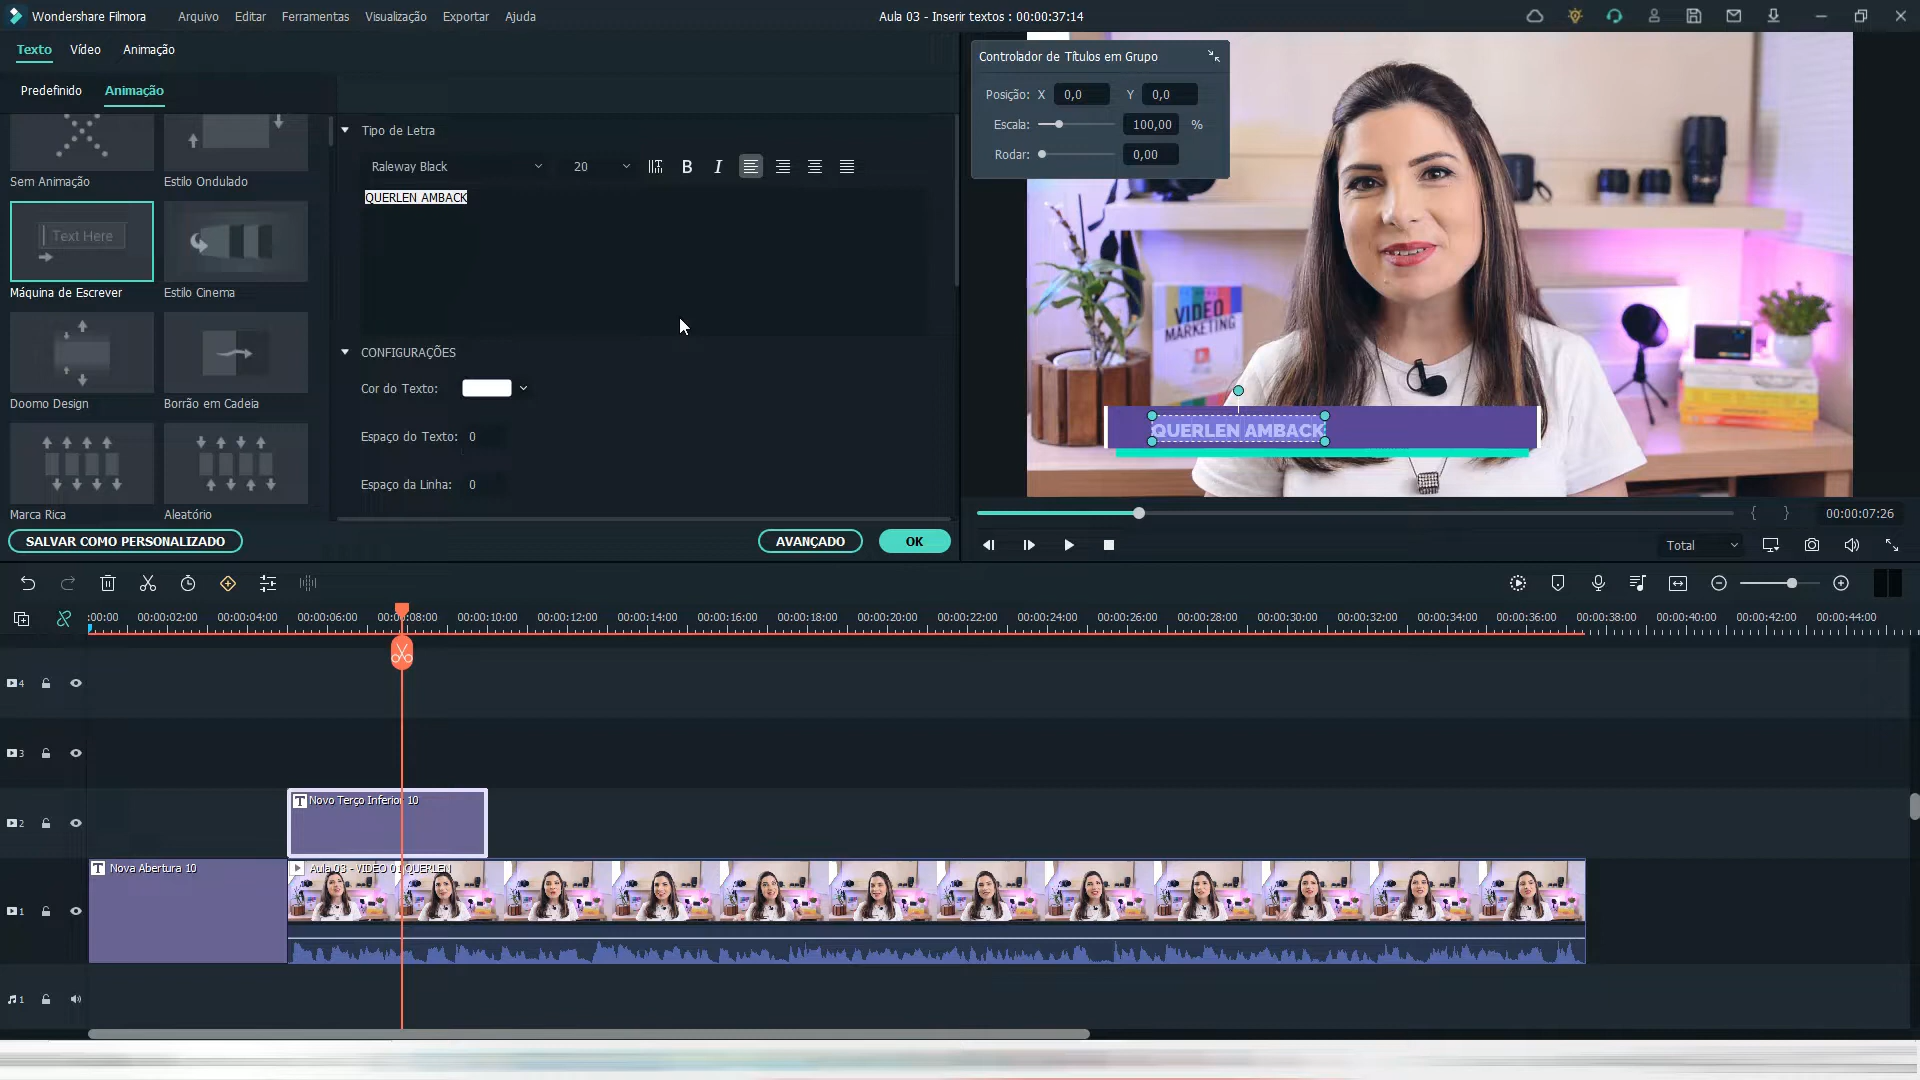 Wondershare Filmora
Arquivo Editar Ferramentas Visualização Exportar Ajuda
Aula 03 - Inserir textos : 00:00:37:14
Texto Vídeo Animação
Predefinido Animação
Sem Animação
Estilo Ondulado
Text Here
Máquina de Escrever
Estilo Cinema
Doomo Design
Borrão em Cadeia
Marca Rica
Aleatório
SALVAR COMO PERSONALIZADO
Tipo de Letra
Raleway Black 20 B I
QUERLEN AMBACK
CONFIGURAÇÕES
Cor do Texto:
Espaço do Texto: 0
Espaço da Linha: 0
AVANÇADO OK
Controlador de Títulos em Grupo
Posição: X 0,0 Y 0,0
Escala: 100,00 %
Rodar: 0,00
VIDEO
MARKETING
QUERLEN AMBACK
{ } 00:00:07:26
Total
:00:00 00:00:02:00 00:00:04:00 00:00:06:00 00:00:08:00 00:00:10:00 00:00:12:00 00:00:14:00 00:00:16:00 00:00:18:00 00:00:20:00 00:00:22:00 00:00:24:00 00:00:26:00 00:00:28:00 00:00:30:00 00:00:32:00 00:00:34:00 00:00:36:00 00:00:38:00 00:00:40:00 00:00:42:00 00:00:44:00
4
3
2
T Novo Terço Inferior 10
T Nova Abertura 10
Aula 03 - VIDEO 01 QUERLEN
1
1